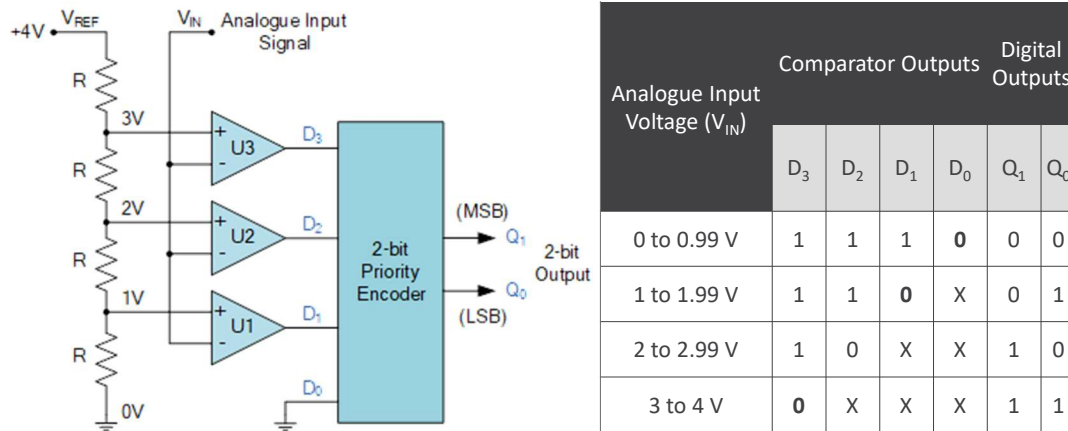 +4V VREF VIN Analogue Input
Signal
R
3V
+
U3
-
D3
R
2V
+
U2
-
D2
R
1V
+
U1
-
D1
R
0V
D0
2-bit
Priority
Encoder
(MSB)
Q1
Q0
(LSB)
2-bit
Output
Analogue Input
Voltage (VIN)
Comparator Outputs
Digital
Outputs
D3 D2 D1 D0 Q1 Q0
0 to 0.99 V 1 1 1 0 0 0
1 to 1.99 V 1 1 0 X 0 1
2 to 2.99 V 1 0 X X 1 0
3 to 4 V 0 X X X 1 1